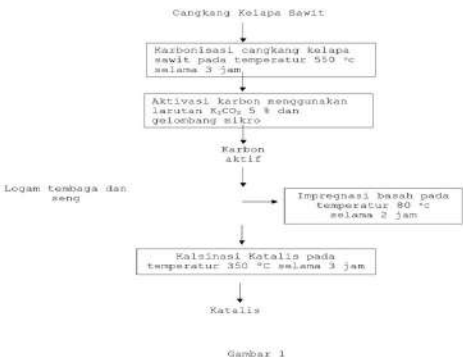 Cangkang Kelapa Sawit
Karbonisasi cangkang kelapa
sawit pada temperatur 550 °c
selama 3 jam
Aktivasi karbon menggunakan
larutan K₂CO₃ 5 % dan
gelombang mikro
Karbon
aktif
Logam tembaga dan
seng
Impregnasi basah pada
temperatur 80 °c
selama 2 jam
Kalsinasi Katalis pada
temperatur 350 °C selama 3 jam
Katalis
Gambar 1